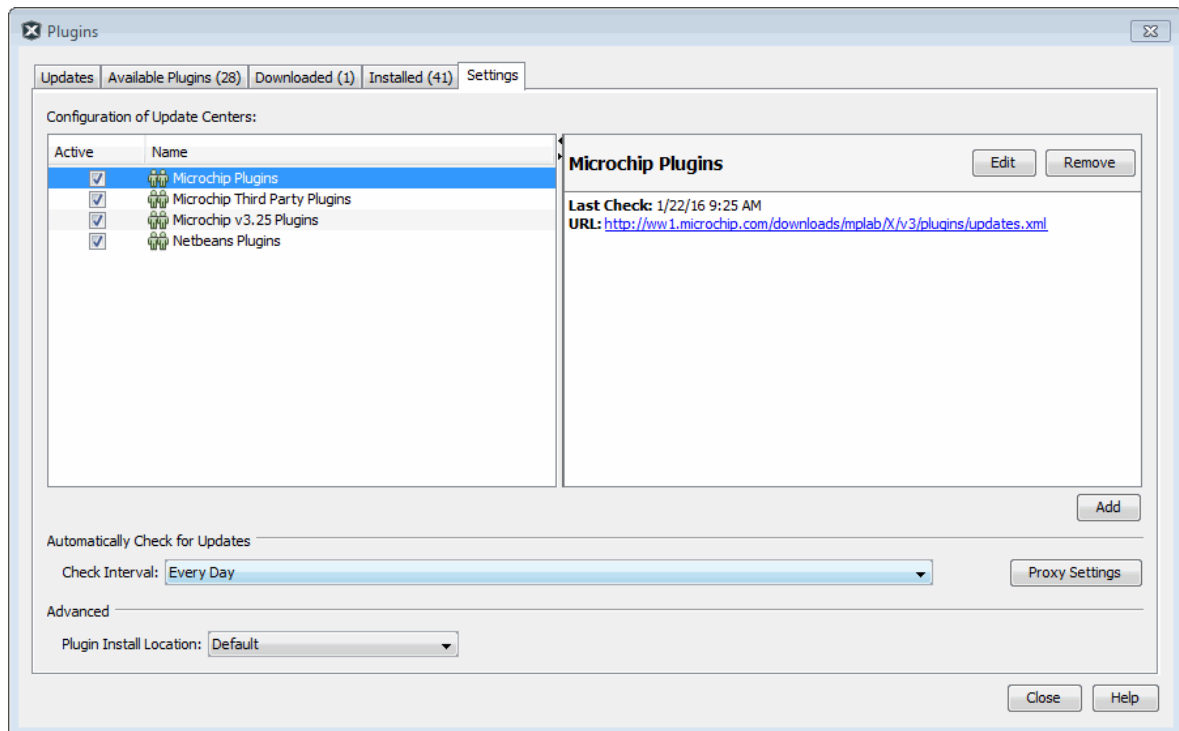 Plugins
Updates Available Plugins (28) Downloaded (1) Installed (41) Settings
Configuration of Update Centers:
Active Name
Microchip Plugins
Microchip Third Party Plugins
Microchip v3.25 Plugins
Netbeans Plugins
Microchip Plugins Edit Remove
Last Check: 1/22/16 9:25 AM
URL: http://ww1.microchip.com/downloads/mplab/X/v3/plugins/updates.xml
Add
Automatically Check for Updates
Check Interval: Every Day Proxy Settings
Advanced
Plugin Install Location: Default
Close Help